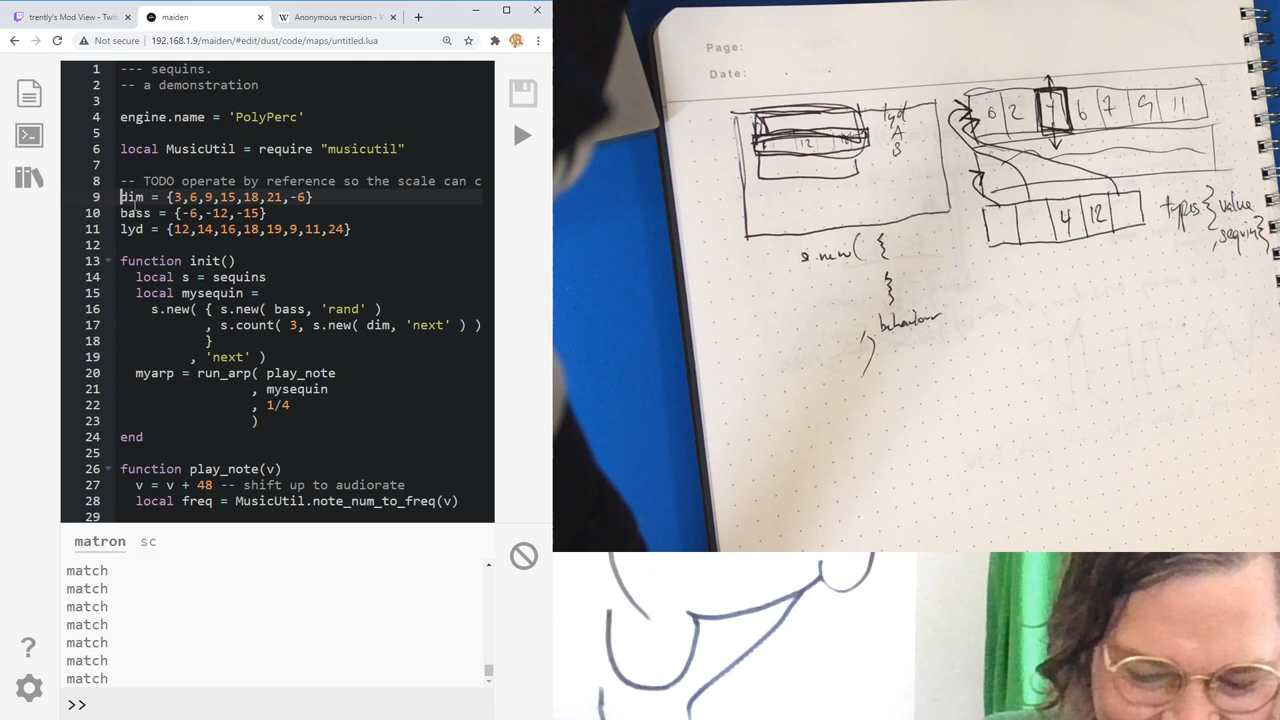 trently's Mod View - Twit
maiden
Anonymous recursion - W
Not secure
192.168.1.9/maiden/#edit/dust/code/maps/untitled.lua
1 --- sequins.
2 -- a demonstration
3
4 engine.name = 'PolyPerc'
5
6 local MusicUtil = require "musicutil"
7
8 -- TODO operate by reference so the scale can c
9 dim = {3,6,9,15,18,21,-6}
10 bass = {-6,-12,-15}
11 lyd = {12,14,16,18,19,9,11,24}
12
13 function init()
14 local s = sequins
15 local mysequin =
16 s.new( { s.new( bass, 'rand' )
17 , s.count( 3, s.new( dim, 'next' ) )
18 }
19 , 'next' )
20 myarp = run_arp( play_note
21 , mysequin
22 , 1/4
23 )
24 end
25
26 function play_note(v)
27 v = v + 48 -- shift up to audiorate
28 local freq = MusicUtil.note_num_to_freq(v)
29
matron sc
match
match
match
match
match
match
match
>>
?
Page:
Date: . .
lyd
A
B
12
0 2 7 6 7 9 11
4 12
types } value
, sequin }
s.new( {
}
, behaviour
)